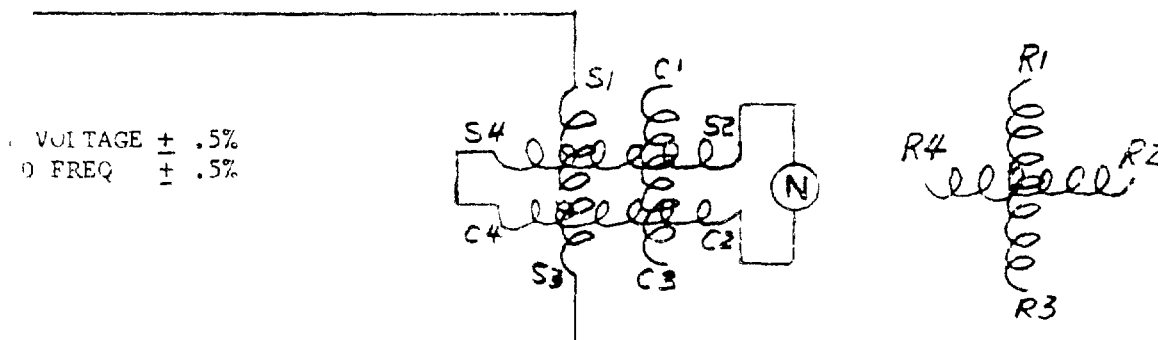 S1 C1
R1
VOLTAGE ± .5%
S4 S2
FREQ ± .5%
R4 R2
N
C4 C2
S3 C3
R3